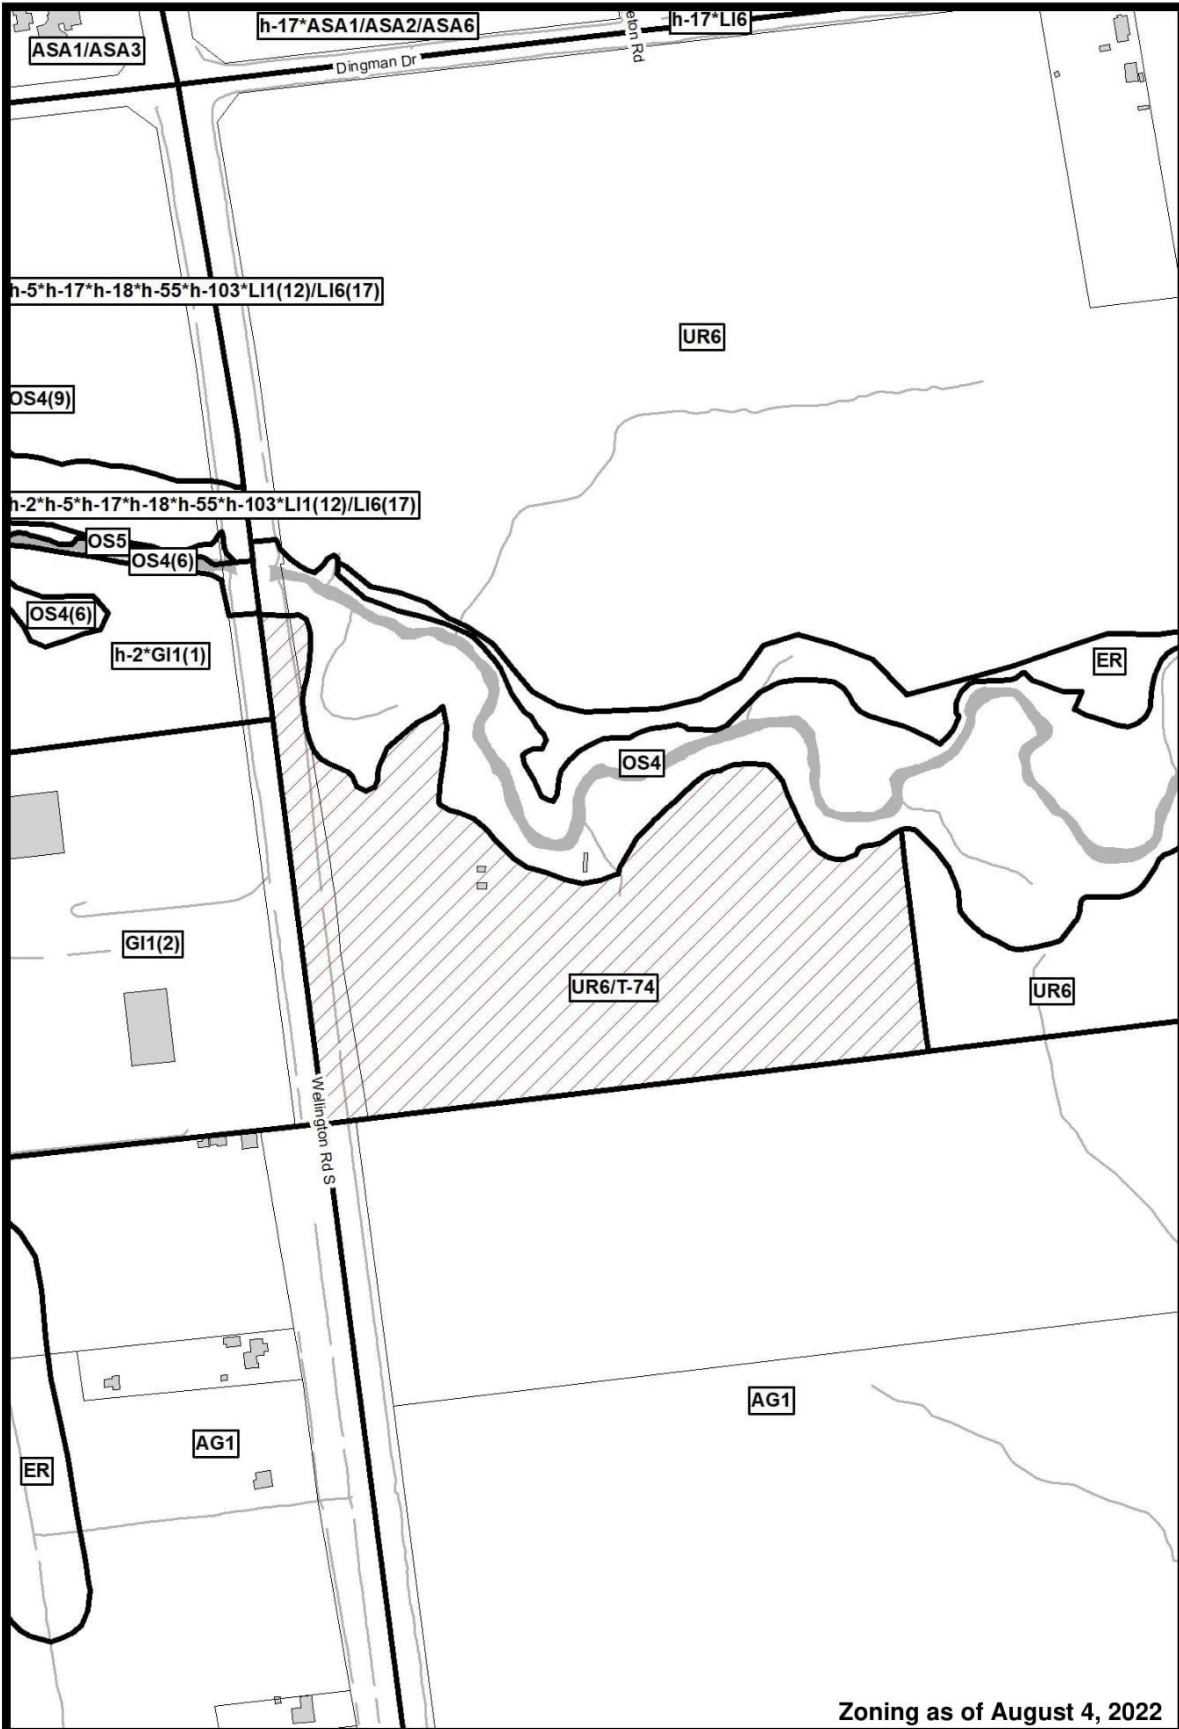 h-17*ASA1/ASA2/ASA6
h-17*LI6
ASA1/ASA3
eton Rd
Dingman Dr
h-5*h-17*h-18*h-55*h-103*LI1(12)/LI6(17)
UR6
OS4(9)
h-2*h-5*h-17*h-18*h-55*h-103*LI1(12)/LI6(17)
OS5
OS4(6)
OS4(6)
h-2*GI1(1)
ER
OS4
GI1(2)
UR6/T-74
UR6
Wellington Rd S
AG1
AG1
ER
Zoning as of August 4, 2022